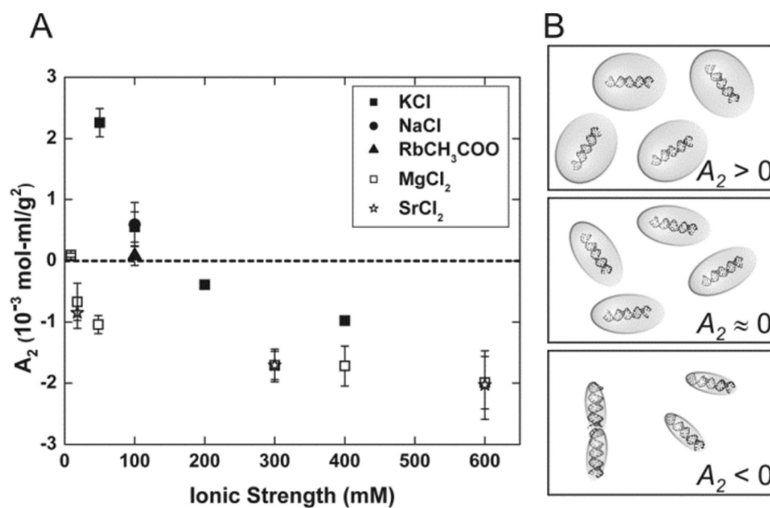 A
B
3
2
1
0
-1
-2
-3
A₂ (10⁻³ mol-ml/g²)
KCl
NaCl
RbCH₃COO
MgCl₂
SrCl₂
0 100 200 300 400 500 600
Ionic Strength (mM)
A₂ > 0
A₂ ≈ 0
A₂ < 0